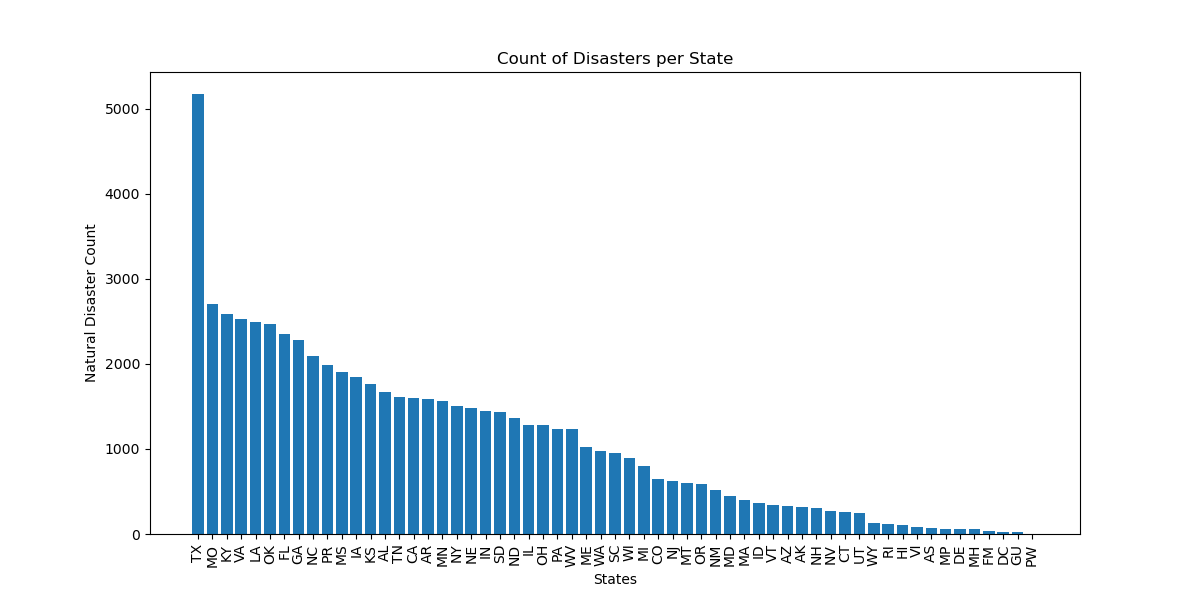 Count of Disasters per State
Natural Disaster Count
5000
4000
3000
2000
1000
0
TX MO KY VA LA OK FL GA NC PR MS IA KS AL TN CA AR MN NY NE IN SD ND IL OH PA WV ME WA SC WI MI CO NJ MT OR NM MD MA ID VT AZ AK NH NV CT UT WY RI HI VI AS MP DE MH FM DC GU PW
States